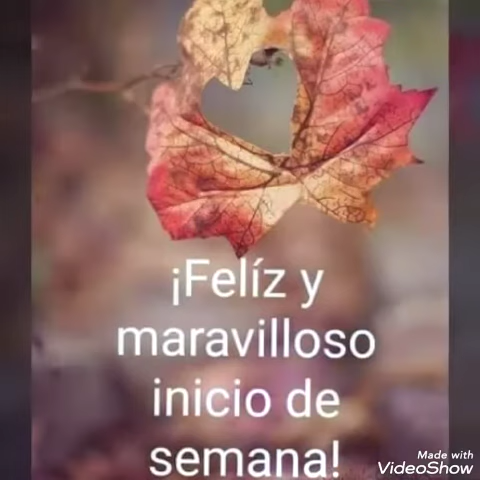 ¡Felíz y
maravilloso
inicio de
semana!
Made with
VideoShow